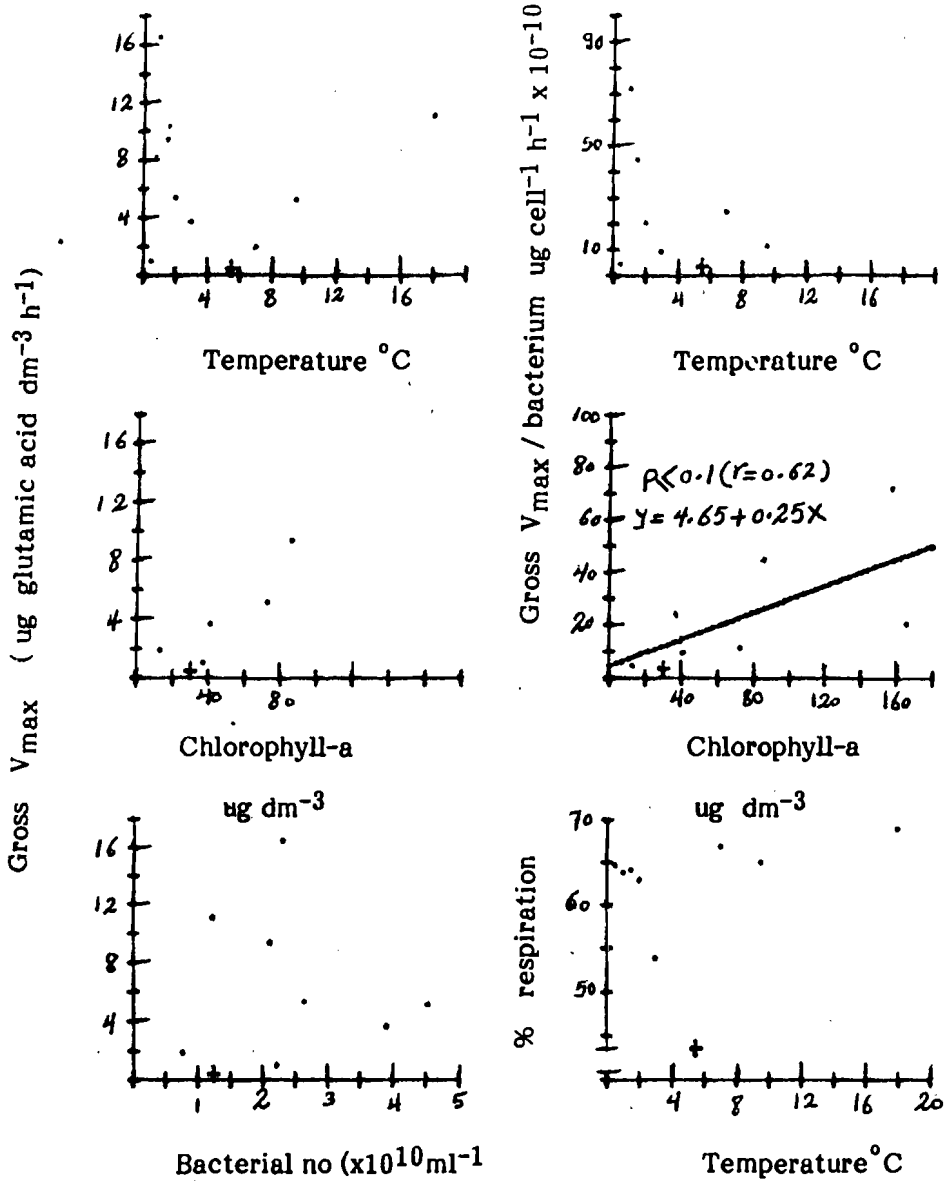 Gross Vmax ( ug glutamic acid dm⁻³ h⁻¹)
16
12
8
4
4 8 12 16
Temperature °C
Gross Vmax / bacterium ug cell⁻¹ h⁻¹ x 10⁻¹⁰
90
50
10
4 8 12 16
Temperature °C
16
12
8
4
40 80
Chlorophyll-a
ug dm⁻³
100
80
60
40
20
P<0.1 (r=0.62)
y= 4.65+0.25X
40 80 120 160
Chlorophyll-a
ug dm⁻³
16
12
8
4
1 2 3 4 5
Bacterial no (x10¹⁰ml⁻¹
% respiration
70
60
50
4 8 12 16 20
Temperature°C